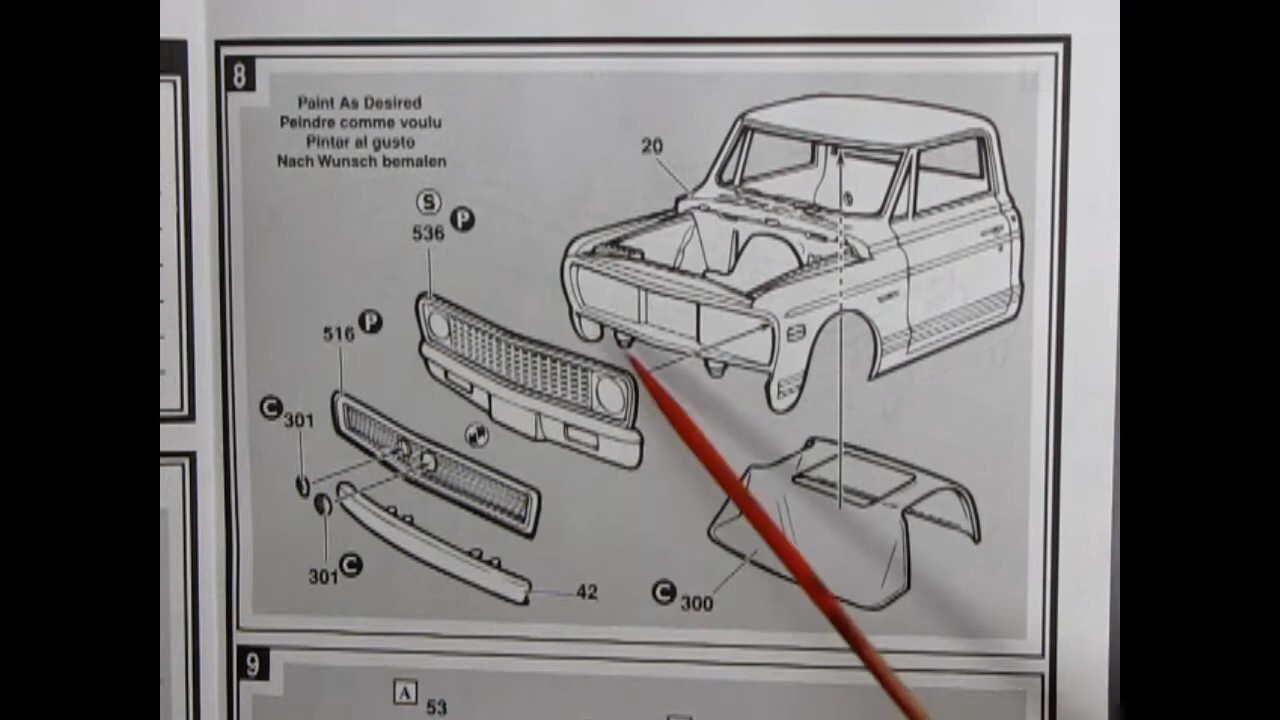 8
Paint As Desired
Peindre comme voulu
Pintar al gusto
Nach Wunsch bemalen
20
S
P
536
P
516
C
301
301
C
42
C
300
9
A
53